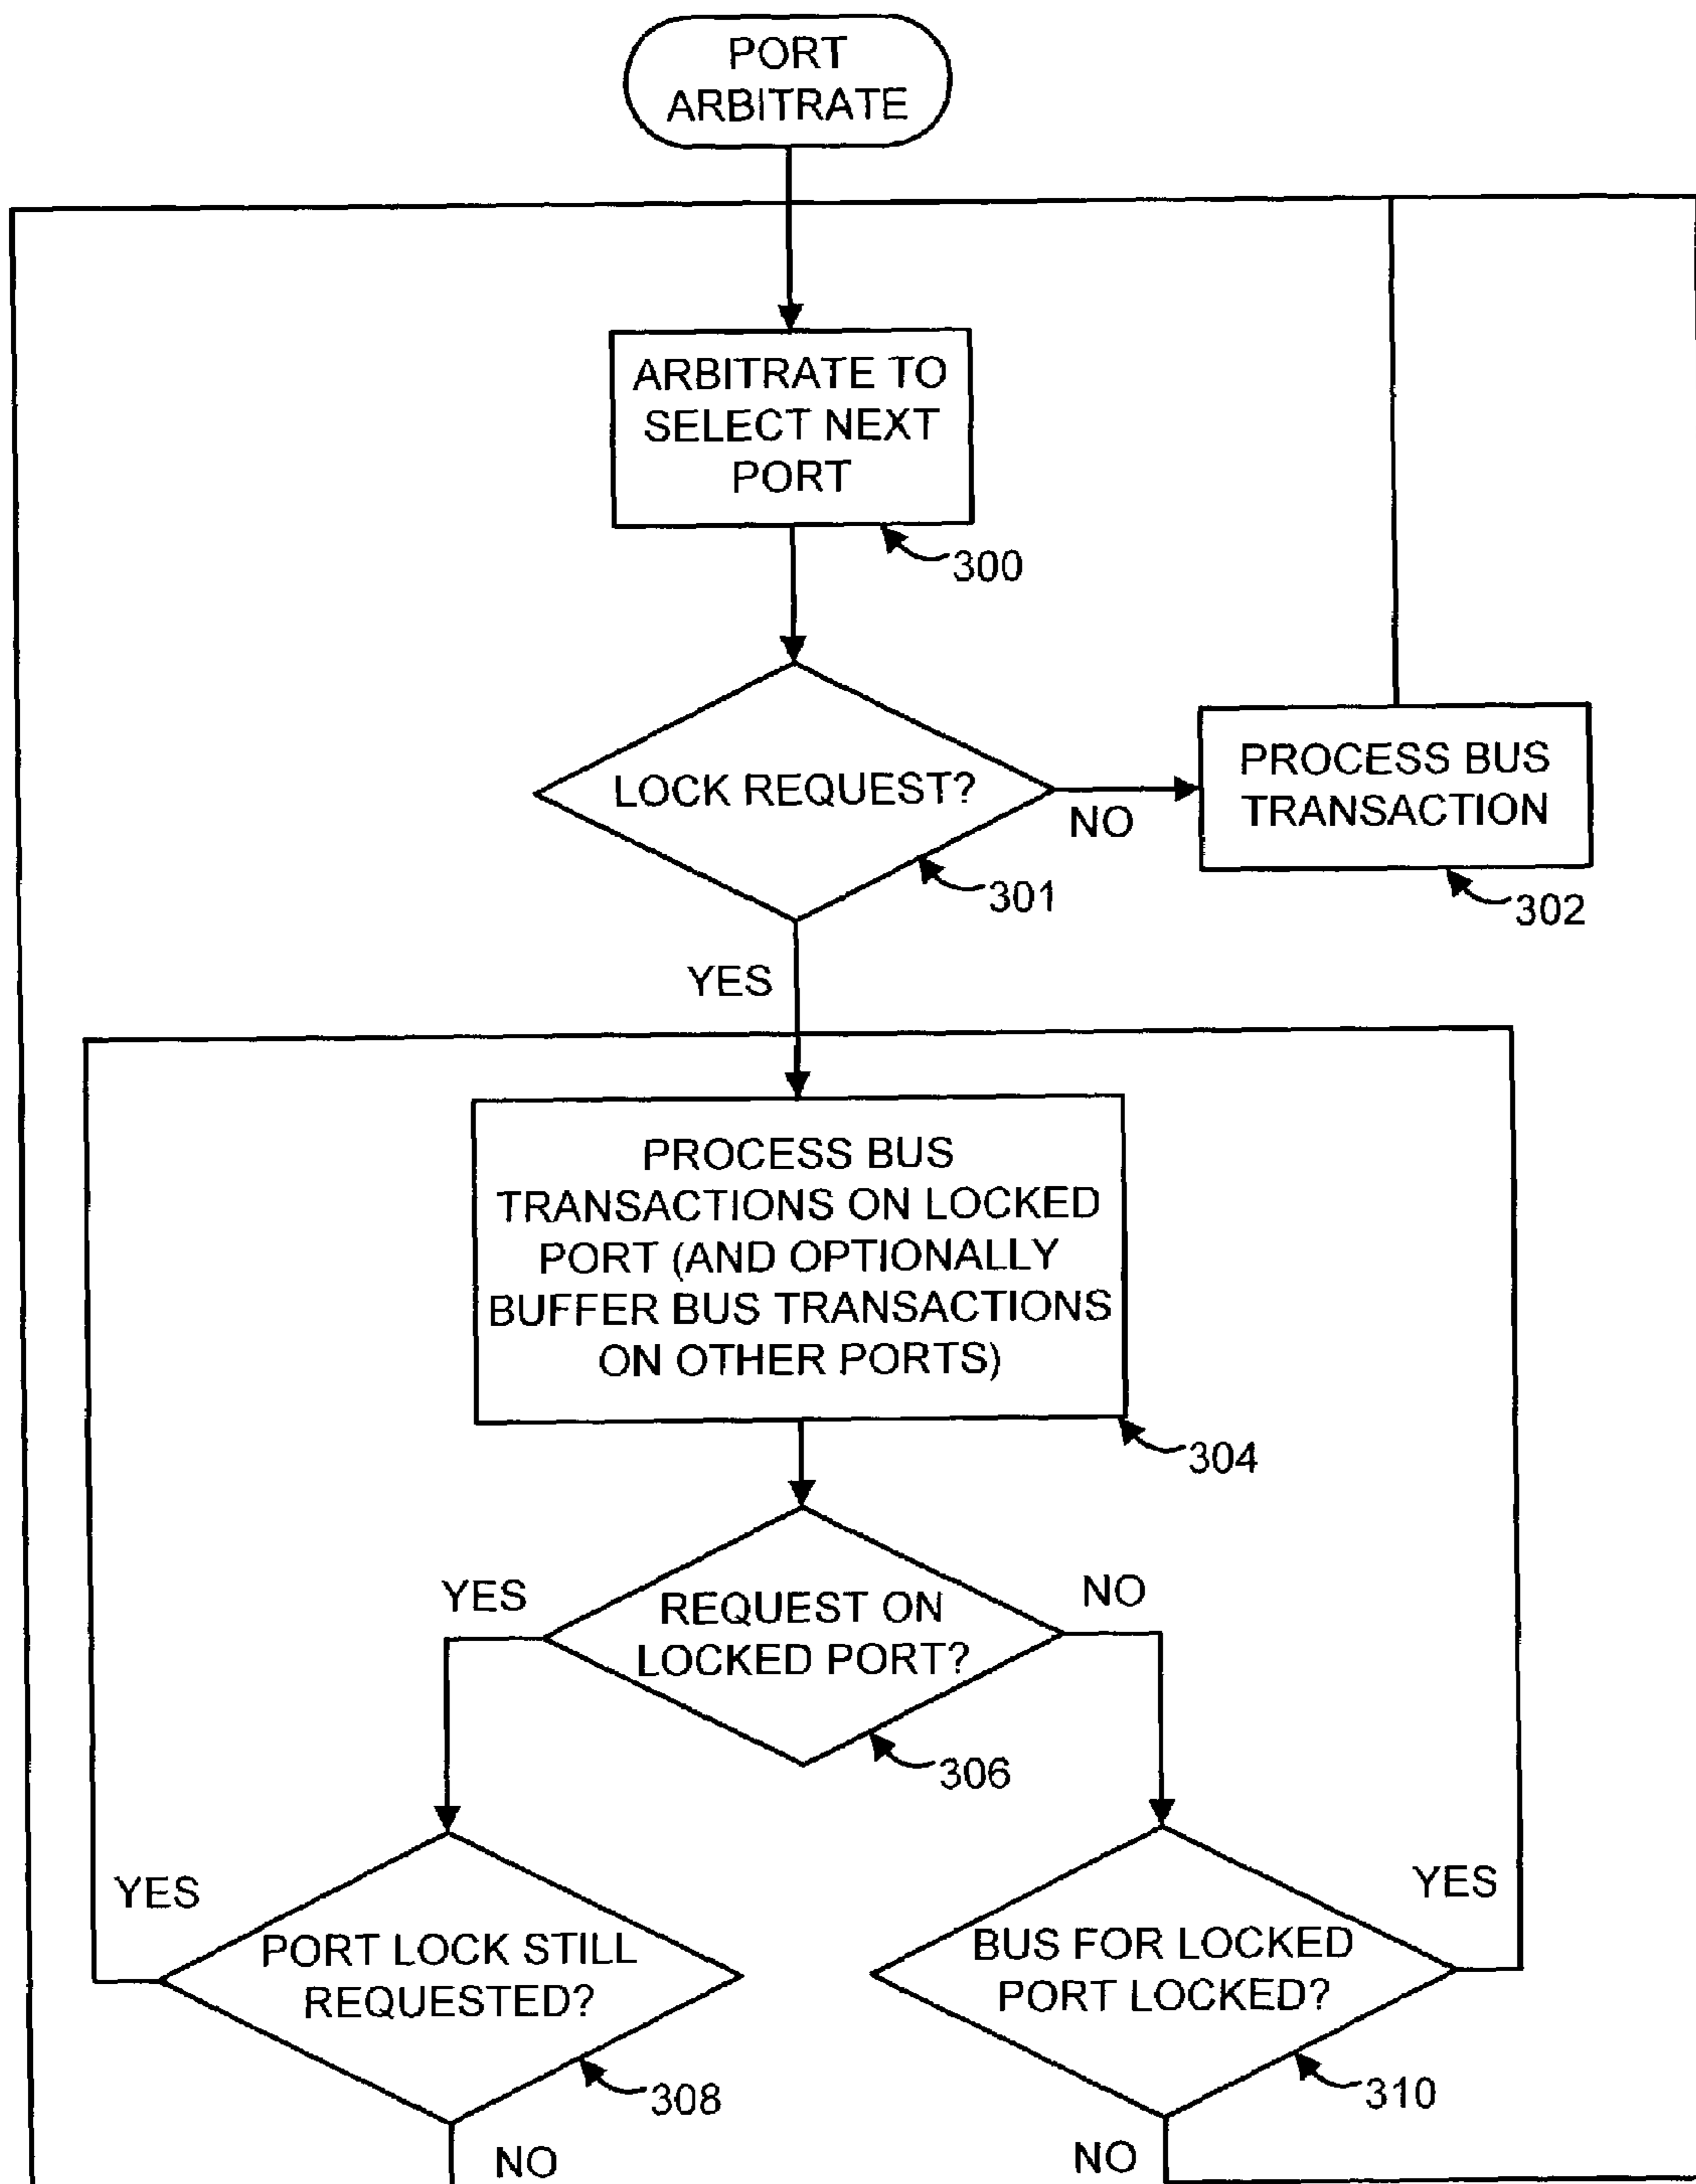 PORT
ARBITRATE
ARBITRATE TO
SELECT NEXT
PORT
300
LOCK REQUEST?
NO
301
PROCESS BUS
TRANSACTION
302
YES
PROCESS BUS
TRANSACTIONS ON LOCKED
PORT (AND OPTIONALLY
BUFFER BUS TRANSACTIONS
ON OTHER PORTS)
304
YES
REQUEST ON
LOCKED PORT?
NO
306
YES
PORT LOCK STILL
REQUESTED?
308
NO
BUS FOR LOCKED
PORT LOCKED?
YES
310
NO